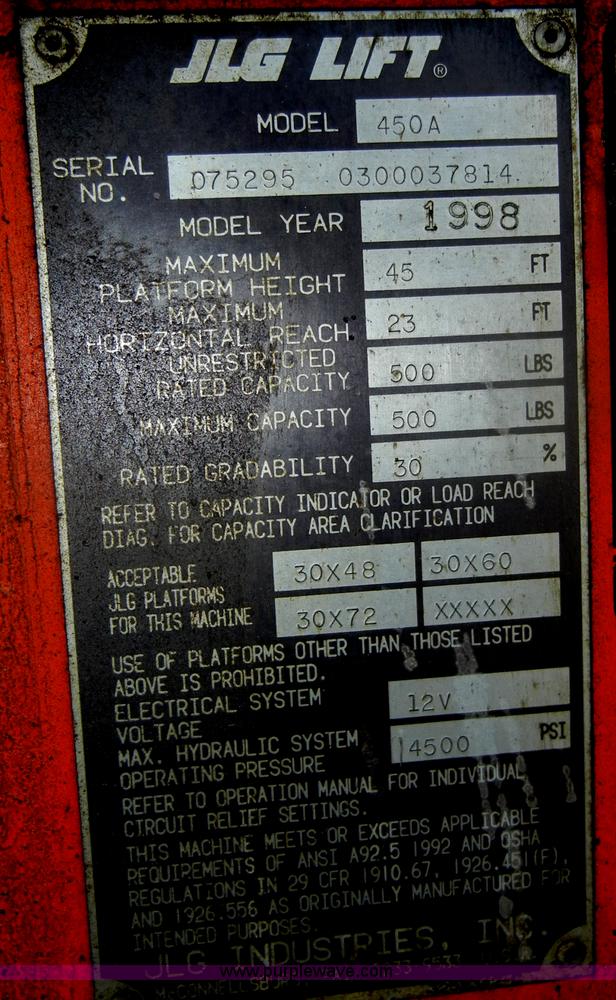 JLG LIFT®
MODEL 450A
SERIAL NO. 075295 0300037814
MODEL YEAR 1998
MAXIMUM
PLATFORM HEIGHT 45 FT
MAXIMUM
HORIZONTAL REACH 23 FT
UNRESTRICTED
RATED CAPACITY 500 LBS
MAXIMUM CAPACITY 500 LBS
RATED GRADABILITY 30 %
REFER TO CAPACITY INDICATOR OR LOAD REACH
DIAG. FOR CAPACITY AREA CLARIFICATION
ACCEPTABLE 30X48 30X60
JLG PLATFORMS
FOR THIS MACHINE 30X72 XXXXX
USE OF PLATFORMS OTHER THAN THOSE LISTED
ABOVE IS PROHIBITED.
ELECTRICAL SYSTEM
VOLTAGE 12V
MAX. HYDRAULIC SYSTEM
OPERATING PRESSURE 4500 PSI
REFER TO OPERATION MANUAL FOR INDIVIDUAL
CIRCUIT RELIEF SETTINGS.
THIS MACHINE MEETS OR EXCEEDS APPLICABLE
REQUIREMENTS OF ANSI A92.5 1992 AND OSHA
REGULATIONS IN 29 CFR 1910.67, 1926.451(F),
AND 1926.556 AS ORIGINALLY MANUFACTURED FOR
INTENDED PURPOSES.
JLG INDUSTRIES, INC.
www.purplewave.com